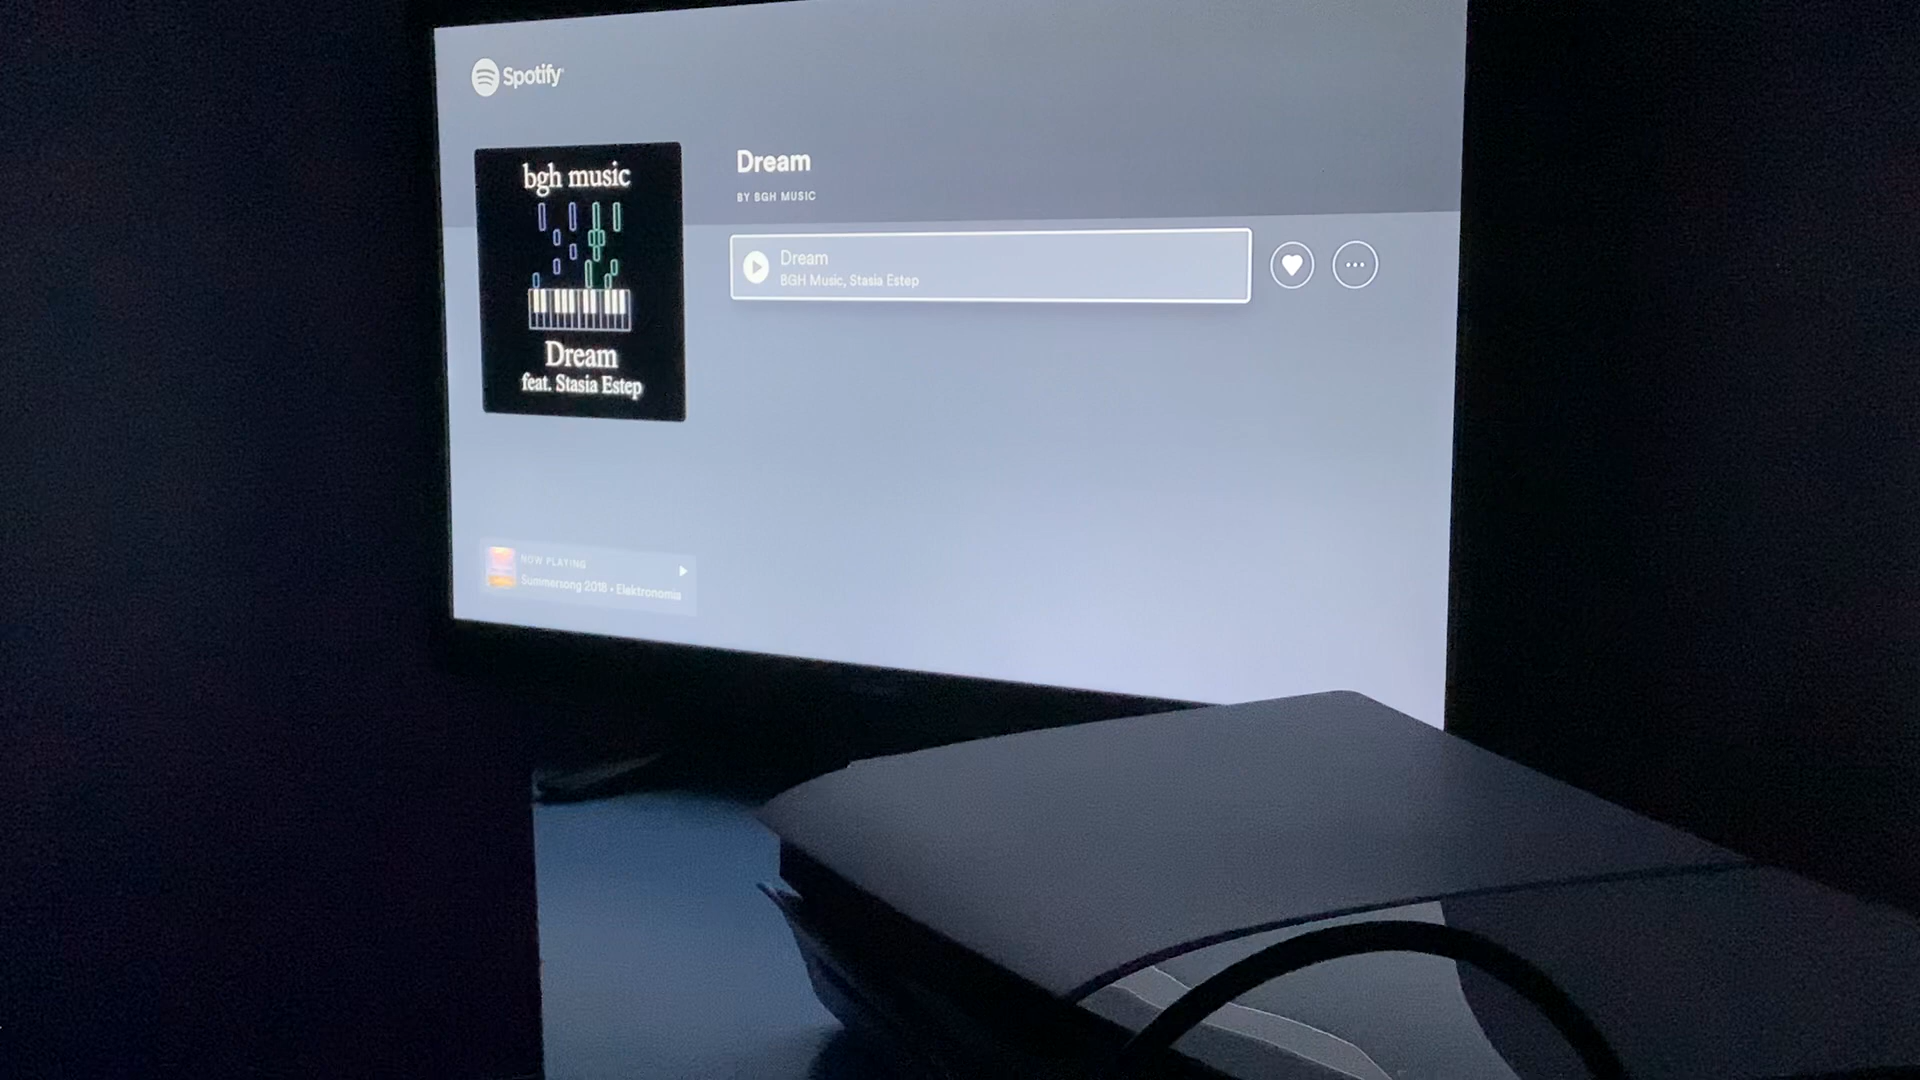 Spotify
bgh music
Dream
feat. Stasia Estep
Dream
BY BGH MUSIC
Dream
BGH Music, Stasia Estep
NOW PLAYING
Summersong 2018 • Elektronomia